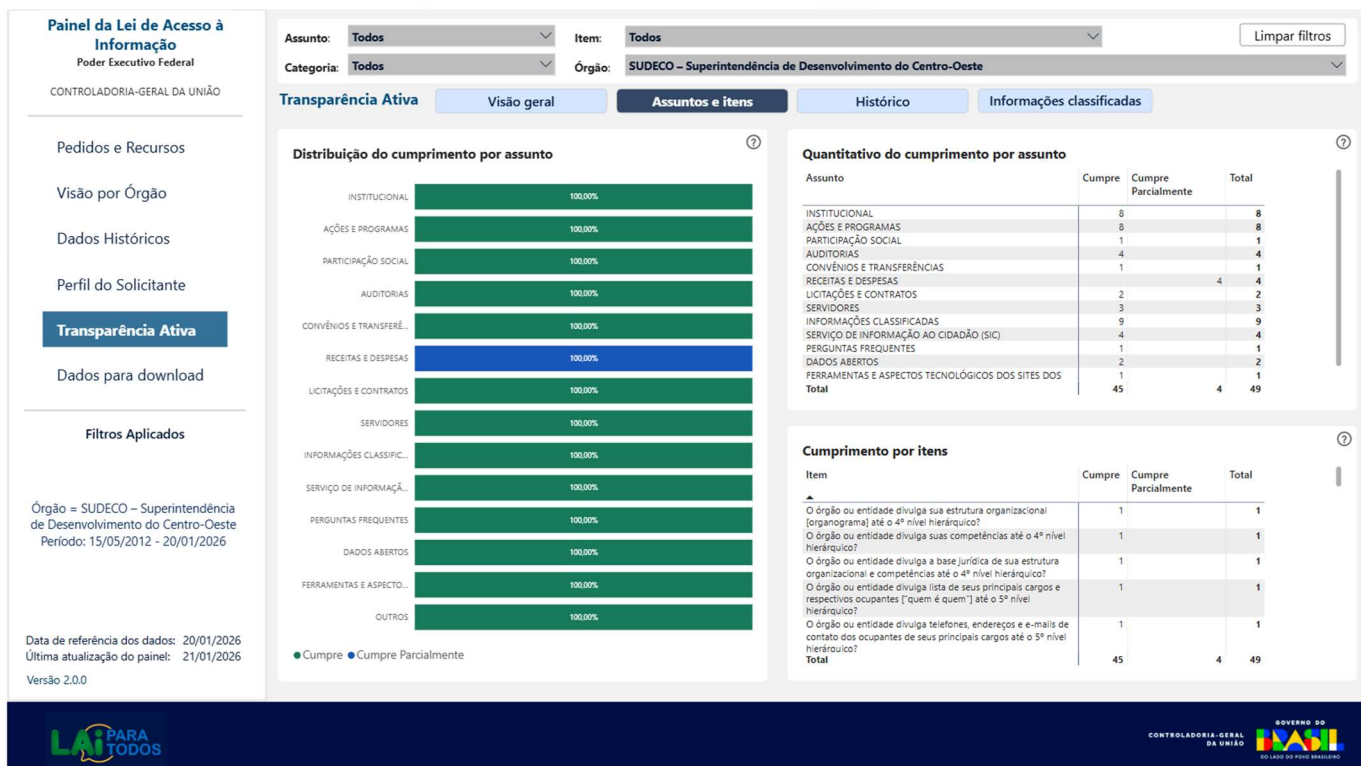 Painel da Lei de Acesso à
Informação
Poder Executivo Federal
CONTROLADORIA-GERAL DA UNIÃO
Pedidos e Recursos
Visão por Órgão
Dados Históricos
Perfil do Solicitante
Transparência Ativa
Dados para download
Filtros Aplicados
Órgão = SUDECO – Superintendência
de Desenvolvimento do Centro-Oeste
Período: 15/05/2012 - 20/01/2026
Data de referência dos dados: 20/01/2026
Última atualização do painel: 21/01/2026
Versão 2.0.0
Assunto: Todos Item: Todos Limpar filtros
Categoria: Todos Órgão: SUDECO – Superintendência de Desenvolvimento do Centro-Oeste
Transparência Ativa Visão geral Assuntos e itens Histórico Informações classificadas
Distribuição do cumprimento por assunto
INSTITUCIONAL 100,00%
AÇÕES E PROGRAMAS 100,00%
PARTICIPAÇÃO SOCIAL 100,00%
AUDITORIAS 100,00%
CONVÊNIOS E TRANSFERÊ... 100,00%
RECEITAS E DESPESAS 100,00%
LICITAÇÕES E CONTRATOS 100,00%
SERVIDORES 100,00%
INFORMAÇÕES CLASSIFIC... 100,00%
SERVIÇO DE INFORMAÇÃ... 100,00%
PERGUNTAS FREQUENTES 100,00%
DADOS ABERTOS 100,00%
FERRAMENTAS E ASPECTO... 100,00%
OUTROS 100,00%
Cumpre Cumpre Parcialmente
?
Quantitativo do cumprimento por assunto
?
Assunto Cumpre Cumpre Total
Parcialmente
INSTITUCIONAL 8 8
AÇÕES E PROGRAMAS 8 8
PARTICIPAÇÃO SOCIAL 1 1
AUDITORIAS 4 4
CONVÊNIOS E TRANSFERÊNCIAS 1 1
RECEITAS E DESPESAS 4 4
LICITAÇÕES E CONTRATOS 2 2
SERVIDORES 3 3
INFORMAÇÕES CLASSIFICADAS 9 9
SERVIÇO DE INFORMAÇÃO AO CIDADÃO (SIC) 4 4
PERGUNTAS FREQUENTES 1 1
DADOS ABERTOS 2 2
FERRAMENTAS E ASPECTOS TECNOLÓGICOS DOS SITES DOS 1 1
Total 45 4 49
?
Cumprimento por itens
Item Cumpre Cumpre Total
Parcialmente
O órgão ou entidade divulga sua estrutura organizacional 1 1
[organograma] até o 4º nível hierárquico?
O órgão ou entidade divulga suas competências até o 4º nível 1 1
hierárquico?
O órgão ou entidade divulga a base jurídica de sua estrutura 1 1
organizacional e competências até o 4º nível hierárquico?
O órgão ou entidade divulga lista de seus principais cargos e 1 1
respectivos ocupantes ["quem é quem"] até o 5º nível
hierárquico?
O órgão ou entidade divulga telefones, endereços e e-mails de 1 1
contato dos ocupantes de seus principais cargos até o 5º nível
hierárquico?
Total 45 4 49
LAi PARA
TODOS
CONTROLADORIA-GERAL
DA UNIÃO
GOVERNO DO
BRASIL
DO LADO DO POVO BRASILEIRO